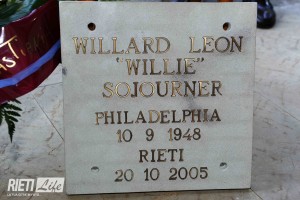 WILLARD LEON
"WILLIE"
SOJOURNER
PHILADELPHIA
10 9 1948
RIETI
20 10 2005
RIETI Life